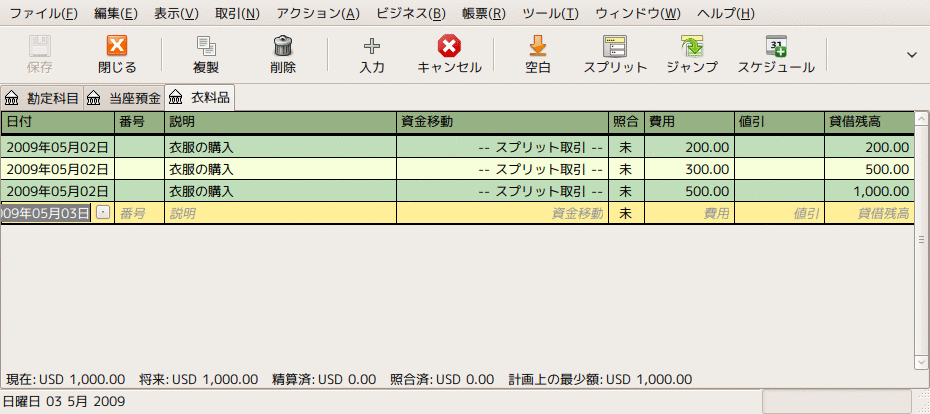 ファイル(F) 編集(E) 表示(V) 取引(N) アクション(A) ビジネス(B) 帳票(R) ツール(T) ウィンドウ(W) ヘルプ(H)
保存 閉じる 複製 削除 入力 キャンセル 空白 スプリット ジャンプ スケジュール
勘定科目 当座預金 衣料品
日付 番号 説明 資金移動 照合 費用 値引 貸借残高
2009年05月02日 衣服の購入 -- スプリット取引 -- 未 200.00 200.00
2009年05月02日 衣服の購入 -- スプリット取引 -- 未 300.00 500.00
2009年05月02日 衣服の購入 -- スプリット取引 -- 未 500.00 1,000.00
009年05月03日 番号 説明 資金移動 未 費用 値引 貸借残高
現在: USD 1,000.00 将来: USD 1,000.00 精算済: USD 0.00 照合済: USD 0.00 計画上の最少額: USD 1,000.00
日曜日 03 5月 2009